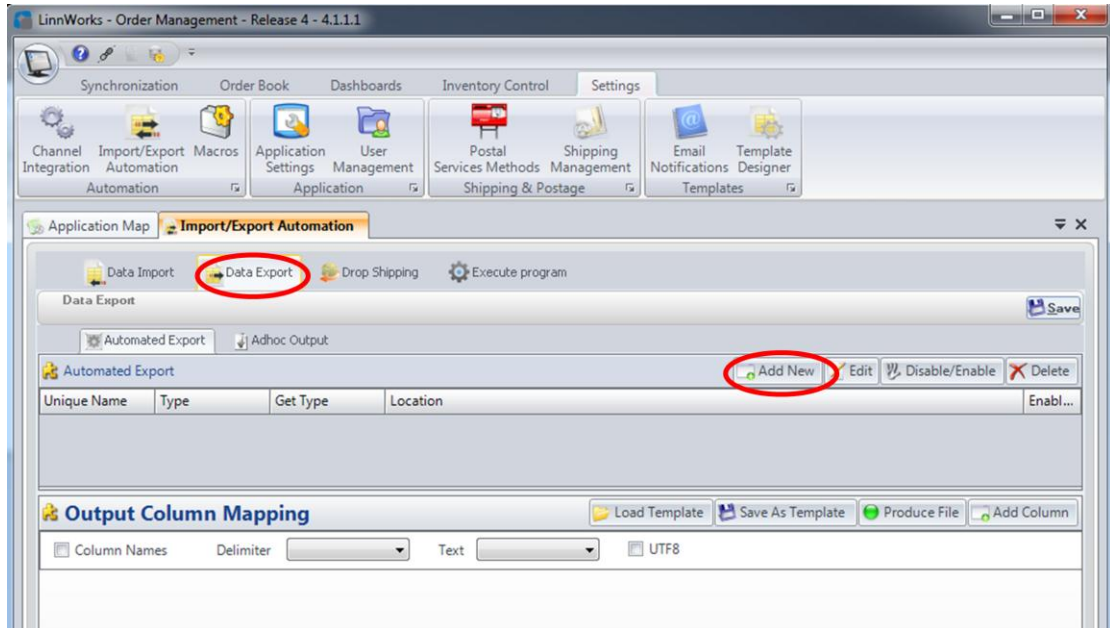 LinnWorks - Order Management - Release 4 - 4.1.1.1
Synchronization Order Book Dashboards Inventory Control Settings
Channel Integration Import/Export Automation Macros Application Settings User Management Postal Services Methods Shipping Management Email Notifications Template Designer
Automation Application Shipping & Postage Templates
Application Map Import/Export Automation
Data Import Data Export Drop Shipping Execute program
Data Export Save
Automated Export Adhoc Output
Automated Export Add New Edit Disable/Enable Delete
Unique Name Type Get Type Location Enabl...
Output Column Mapping Load Template Save As Template Produce File Add Column
Column Names Delimiter Text UTF8